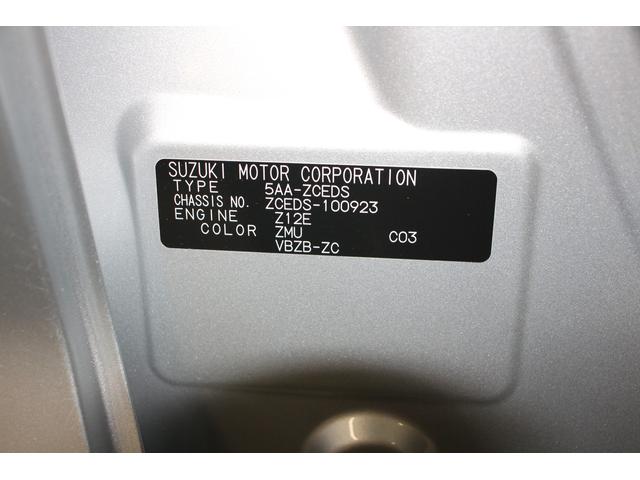 SUZUKI MOTOR CORPORATION
TYPE 5AA-ZCEDS
CHASSIS NO. ZCEDS-100923
ENGINE Z12E
COLOR ZMU C03
VBZB-ZC